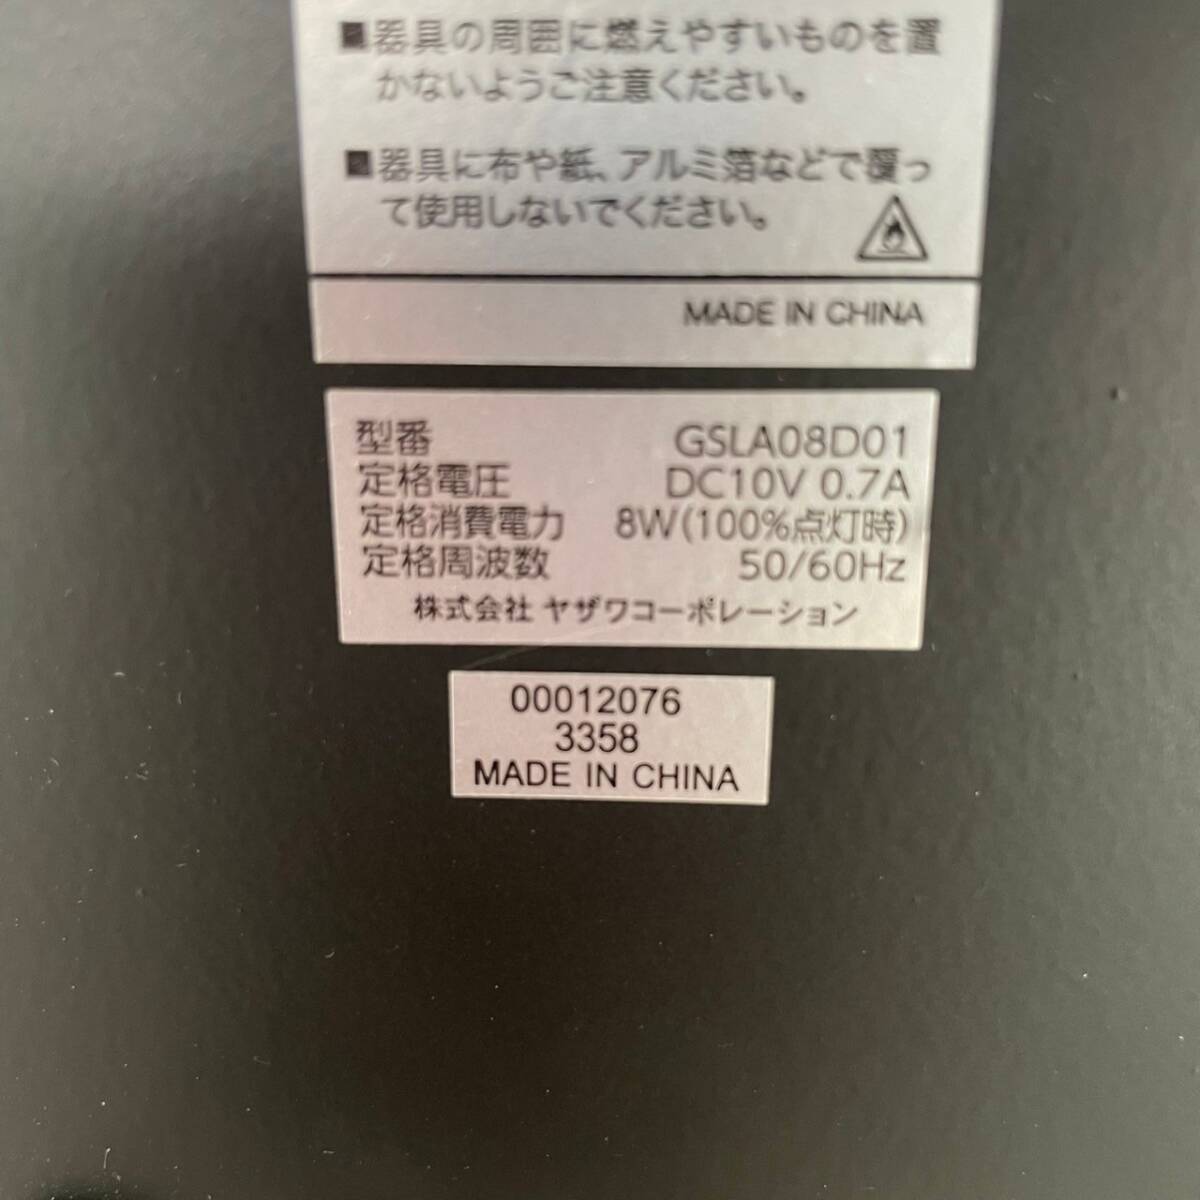 ■器具の周囲に燃えやすいものを置
かないようご注意ください。
■器具に布や紙、アルミ箔などで覆っ
て使用しないでください。
MADE IN CHINA
型番 GSLA08D01
定格電圧 DC10V 0.7A
定格消費電力 8W(100%点灯時)
定格周波数 50/60Hz
株式会社 ヤザワコーポレーション
00012076
3358
MADE IN CHINA